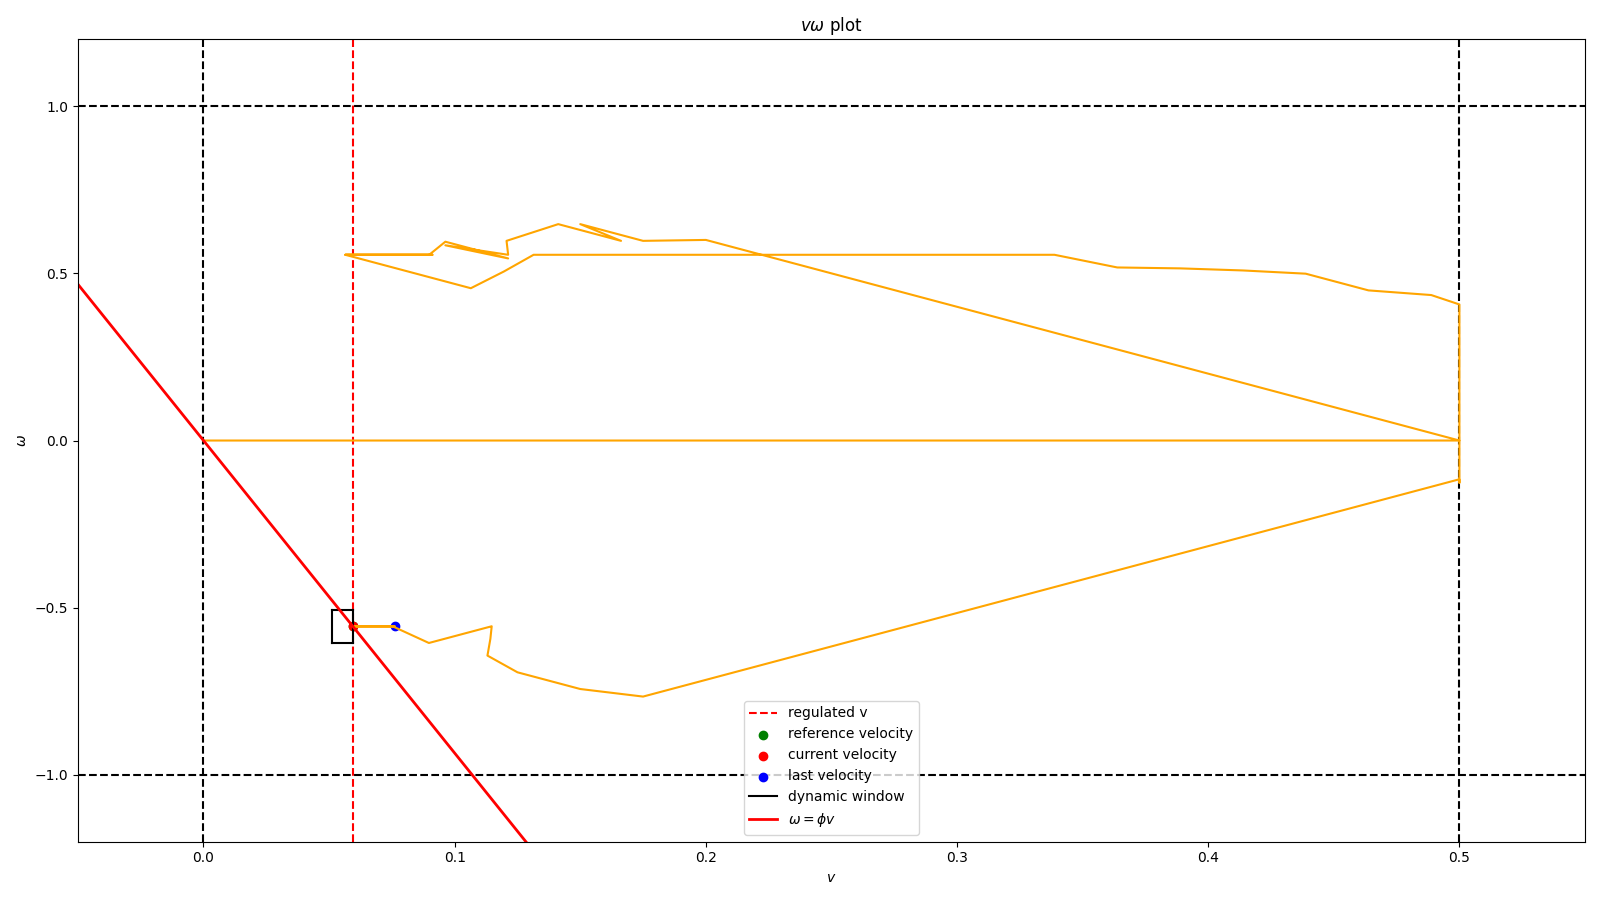 vω plot
1.0
0.5
0.0
−0.5
−1.0
ω
0.0 0.1 0.2 0.3 0.4 0.5
v
regulated v
reference velocity
current velocity
last velocity
dynamic window
ω = ϕv